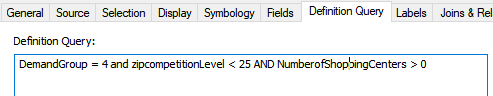 General Source Selection Display Symbology Fields Definition Query Labels Joins & Rel
Definition Query:
DemandGroup = 4 and zipcompetitionLevel < 25 AND NumberofShoppingCenters > 0